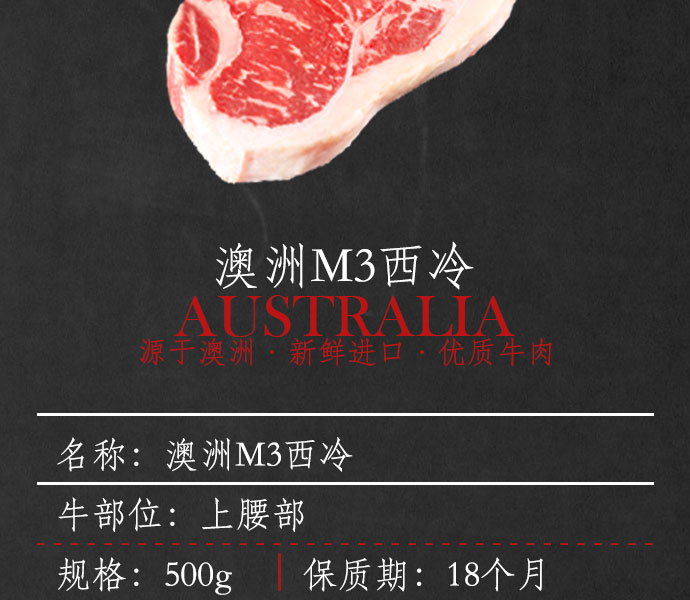 澳洲M3西冷
AUSTRALIA
源于澳洲·新鲜进口·优质牛肉
名称：澳洲M3西冷
牛部位：上腰部
规格：500g
保质期：18个月